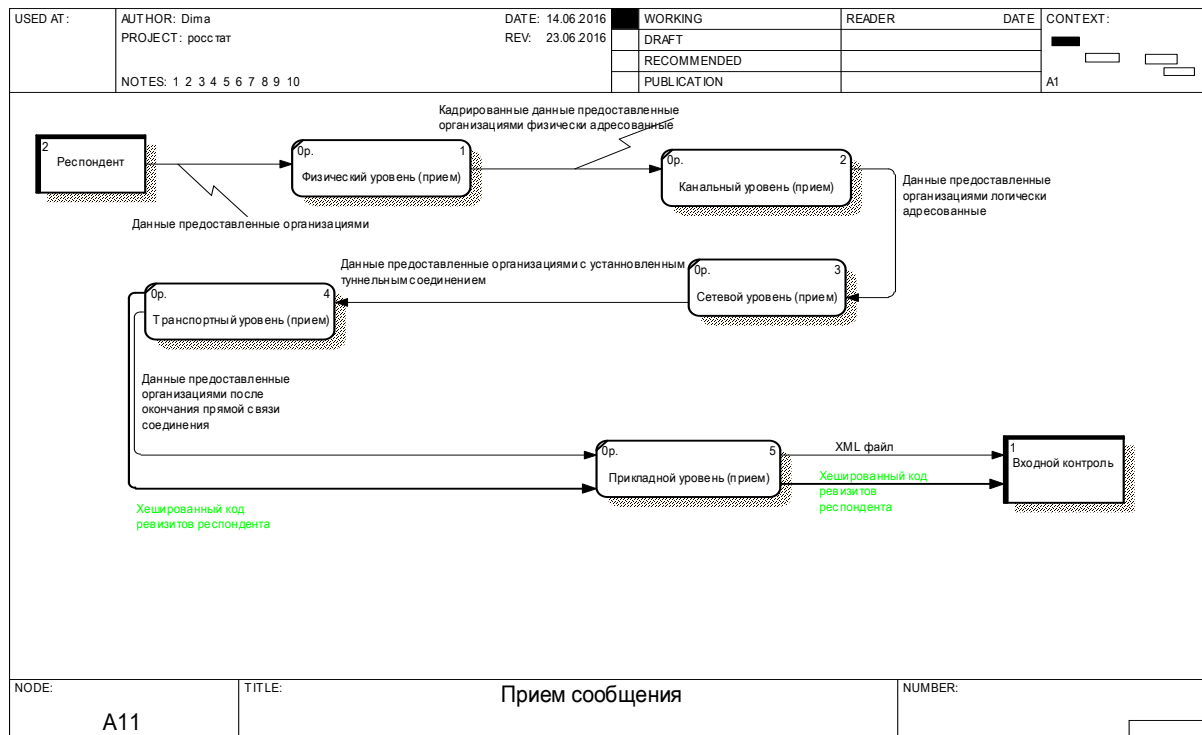 USED AT:
AUTHOR: Dima
DATE: 14.06.2016
PROJECT: росстат
REV: 23.06.2016
NOTES: 1 2 3 4 5 6 7 8 9 10
WORKING
DRAFT
RECOMMENDED
PUBLICATION
READER
DATE
CONTEXT:
A1
Кадрированные данные предоставленные
организациями физически адресованные
2
Респондент
0р.
1
Физический уровень (прием)
0р.
2
Канальный уровень (прием)
Данные предоставленные
организациями логически
адресованные
Данные предоставленные организациями
Данные предоставленные организации с устанновленным
туннельным соединением
0р.
3
Сетевой уровень (прием)
0р.
4
Транспортный уровень (прием)
Данные предоставленные
организациями после
окончания прямой связи
соединения
0р.
5
Прикладной уровень (прием)
XML файл
1
Входной контроль
Хешированный код
ревизитов
респондента
Хешированный код
ревизитов респондента
NODE:
A11
TITLE:
Прием сообщения
NUMBER: